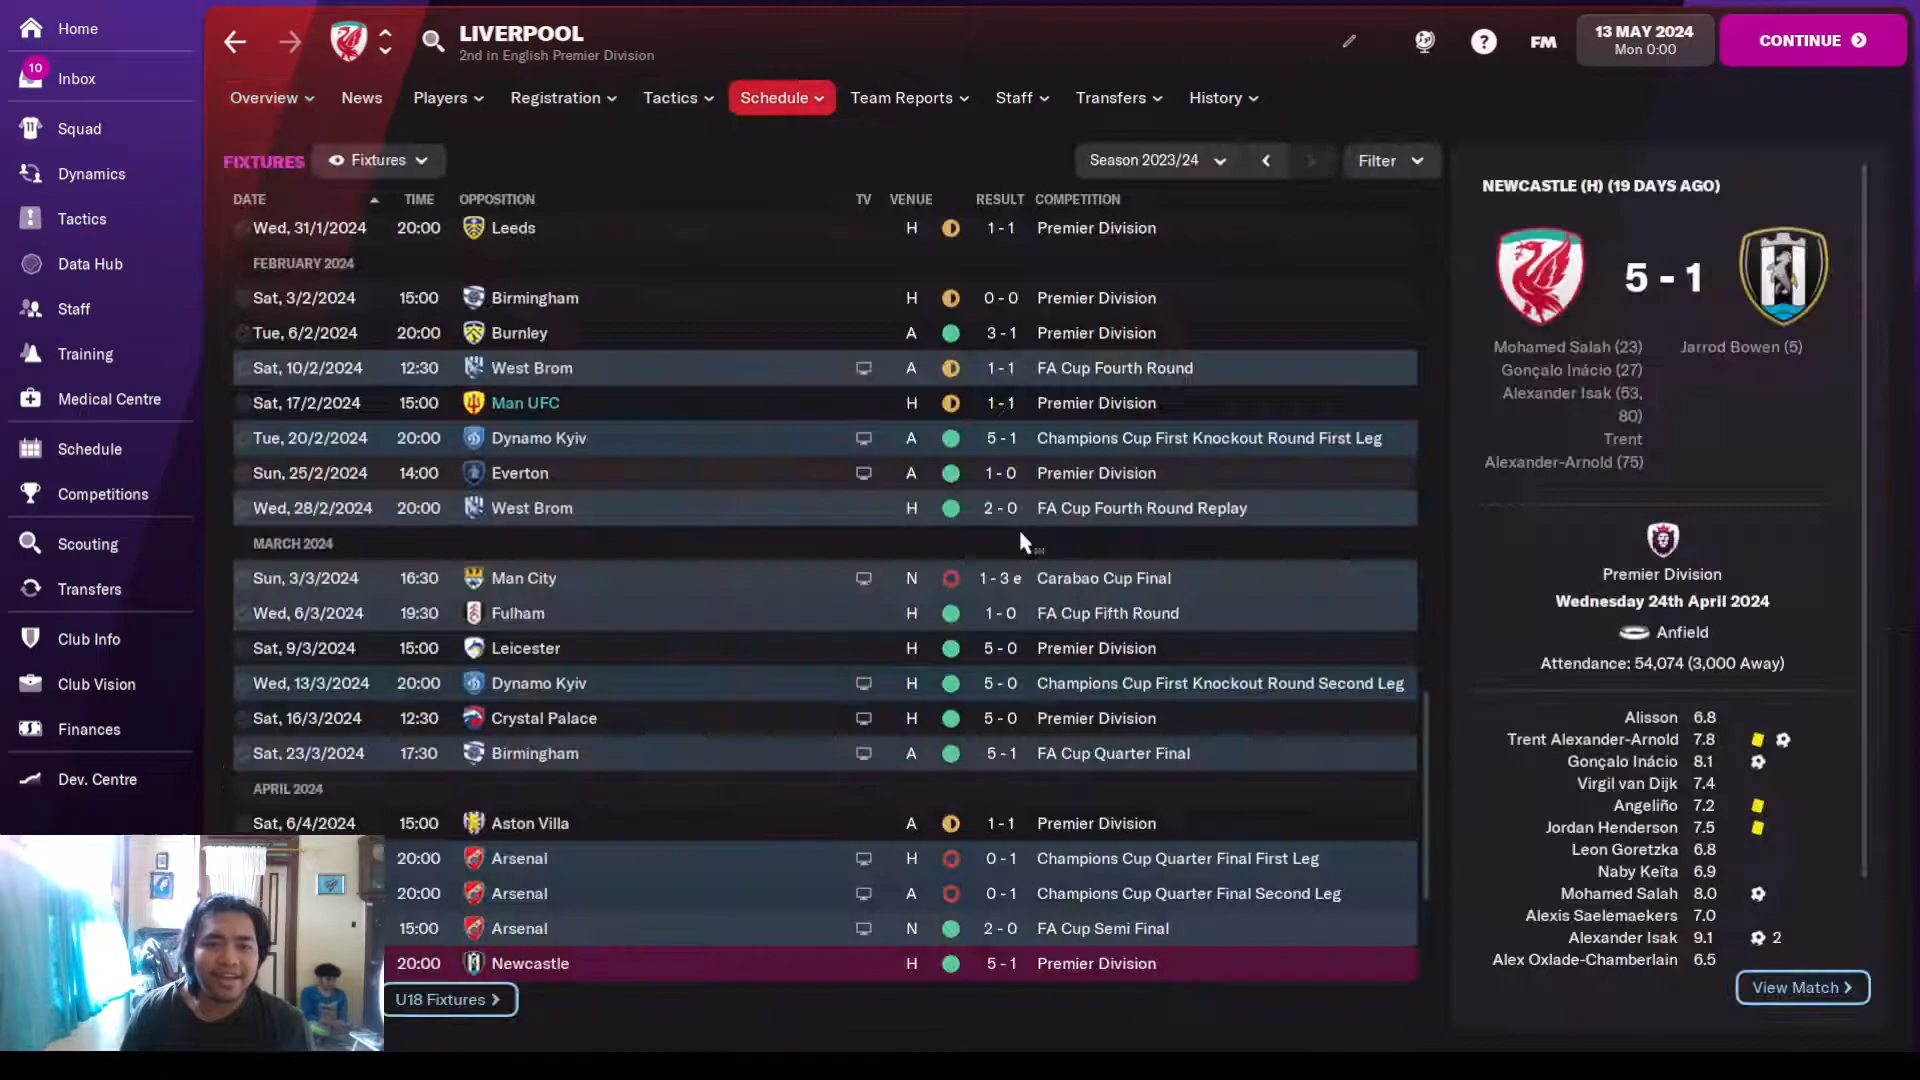 Home
Inbox
10
Squad
Dynamics
Tactics
Data Hub
Staff
Training
Medical Centre
Schedule
Competitions
Scouting
Transfers
Club Info
Club Vision
Finances
Dev. Centre
LIVERPOOL
2nd in English Premier Division
FM
13 MAY 2024
Mon 0:00
CONTINUE
Overview News Players Registration Tactics Schedule Team Reports Staff Transfers History
FIXTURES Fixtures Season 2023/24 Filter
DATE TIME OPPOSITION TV VENUE RESULT COMPETITION
Wed, 31/1/2024 20:00 Leeds H 1 - 1 Premier Division
FEBRUARY 2024
Sat, 3/2/2024 15:00 Birmingham H 0 - 0 Premier Division
Tue, 6/2/2024 20:00 Burnley A 3 - 1 Premier Division
Sat, 10/2/2024 12:30 West Brom A 1 - 1 FA Cup Fourth Round
Sat, 17/2/2024 15:00 Man UFC H 1 - 1 Premier Division
Tue, 20/2/2024 20:00 Dynamo Kyiv A 5 - 1 Champions Cup First Knockout Round First Leg
Sun, 25/2/2024 14:00 Everton A 1 - 0 Premier Division
Wed, 28/2/2024 20:00 West Brom H 2 - 0 FA Cup Fourth Round Replay
MARCH 2024
Sun, 3/3/2024 16:30 Man City N 1 - 3 e Carabao Cup Final
Wed, 6/3/2024 19:30 Fulham H 1 - 0 FA Cup Fifth Round
Sat, 9/3/2024 15:00 Leicester H 5 - 0 Premier Division
Wed, 13/3/2024 20:00 Dynamo Kyiv H 5 - 0 Champions Cup First Knockout Round Second Leg
Sat, 16/3/2024 12:30 Crystal Palace H 5 - 0 Premier Division
Sat, 23/3/2024 17:30 Birmingham A 5 - 1 FA Cup Quarter Final
APRIL 2024
Sat, 6/4/2024 15:00 Aston Villa A 1 - 1 Premier Division
20:00 Arsenal H 0 - 1 Champions Cup Quarter Final First Leg
20:00 Arsenal A 0 - 1 Champions Cup Quarter Final Second Leg
15:00 Arsenal N 2 - 0 FA Cup Semi Final
20:00 Newcastle H 5 - 1 Premier Division
U18 Fixtures
NEWCASTLE (H) (19 DAYS AGO)
5 - 1
Mohamed Salah (23) Jarrod Bowen (5)
Gonçalo Inácio (27)
Alexander Isak (53,
80)
Trent
Alexander-Arnold (75)
Premier Division
Wednesday 24th April 2024
Anfield
Attendance: 54,074 (3,000 Away)
Alisson 6.8
Trent Alexander-Arnold 7.8
Gonçalo Inácio 8.1
Virgil van Dijk 7.4
Angeliño 7.2
Jordan Henderson 7.5
Leon Goretzka 6.8
Naby Keïta 6.9
Mohamed Salah 8.0
Alexis Saelemaekers 7.0
Alexander Isak 9.1 2
Alex Oxlade-Chamberlain 6.5
View Match